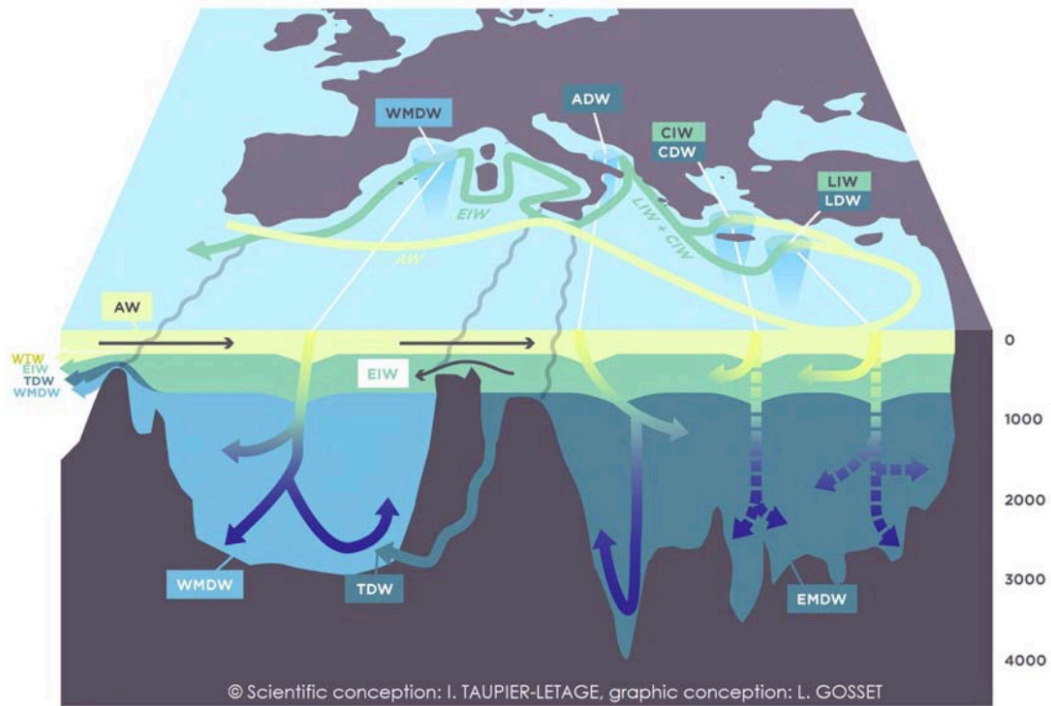 WMDW
ADW
CIW
CDW
LIW
LDW
EIW
LIW + CIW
AW
AW
0
WIW
EIW
TDW
WMDW
EIW
1000
2000
WMDW
TDW
EMDW
3000
4000
© Scientific conception: I. TAUPIER-LETAGE, graphic conception: L. GOSSET